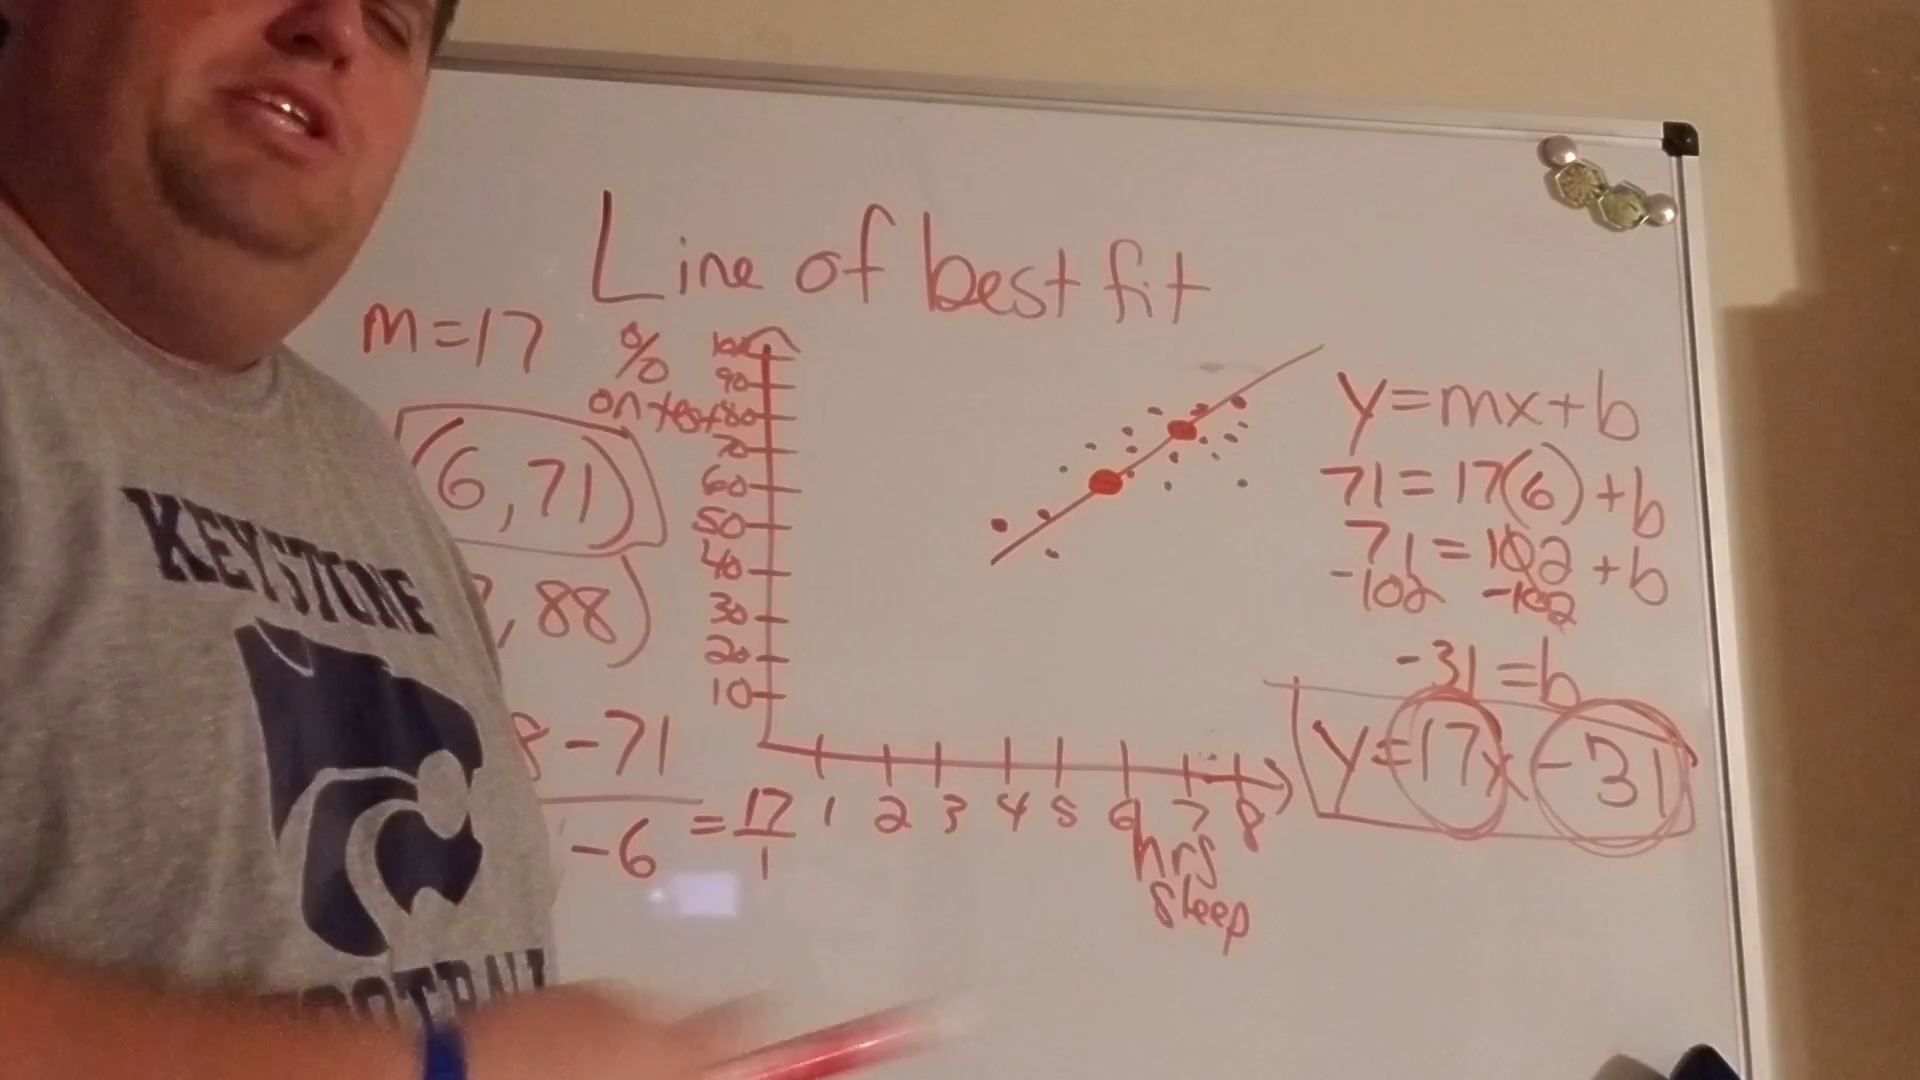 Line of best fit
m=17
(6,71)
, 88)
8-71
-6
=17
1
%
on test
100
90
80
70
60
50
40
30
20
10
1 2 3 4 5 6 7 8
hrs
sleep
y=mx+b
71=17(6)+b
71=102+b
-102 -102
-31=b
y=17x-31
KEYSTONE
FOOTBALL